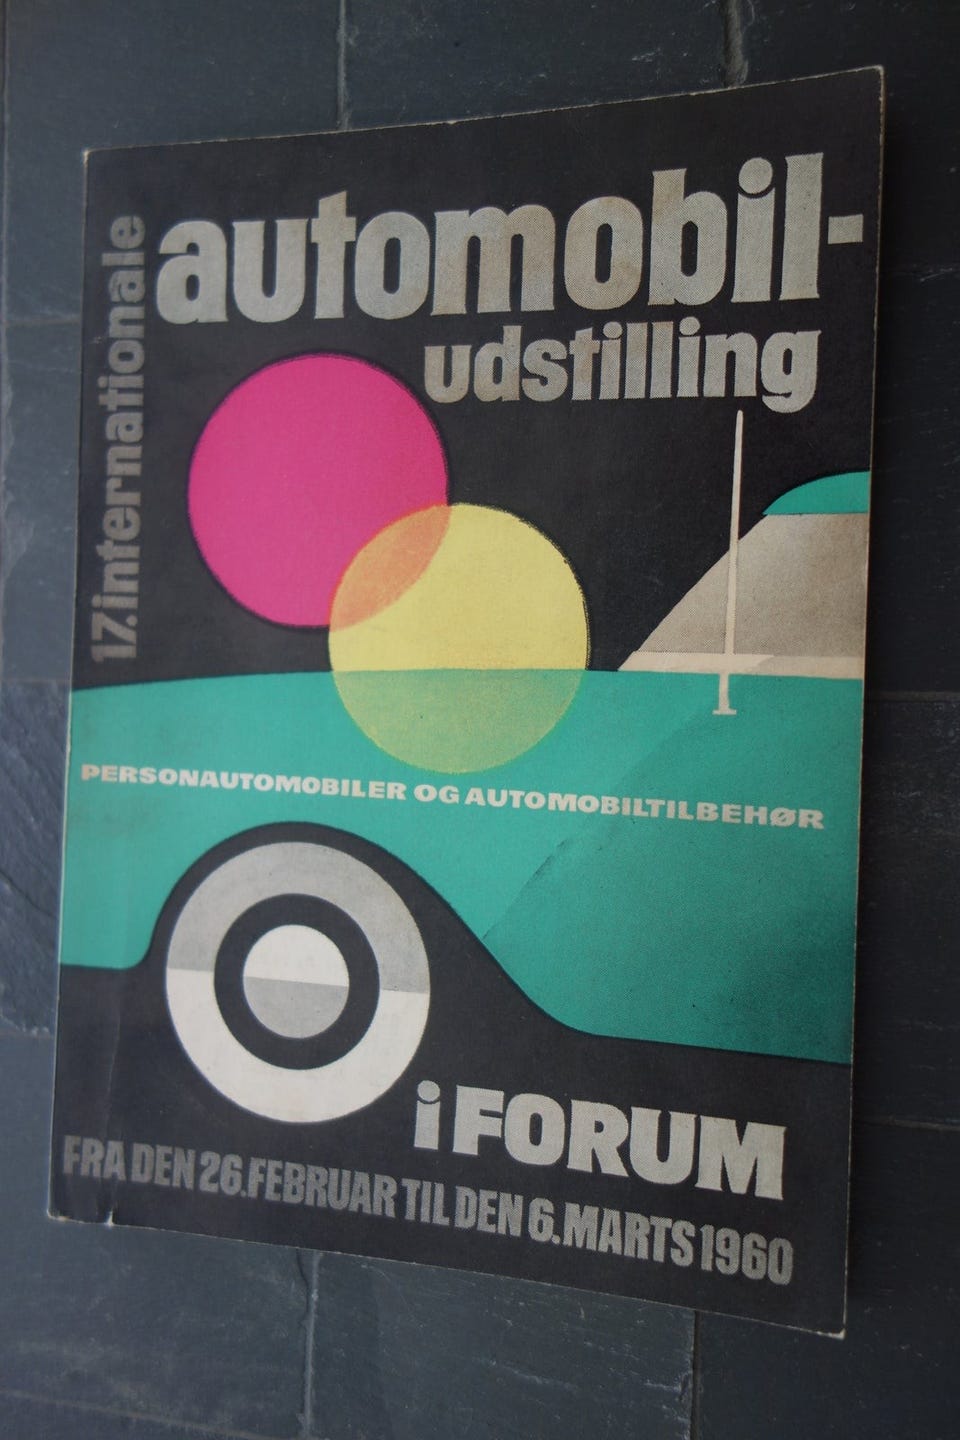 17. internationale
automobil-
udstilling
PERSONAUTOMOBILER OG AUTOMOBILTILBEHØR
i FORUM
FRA DEN 26. FEBRUAR TIL DEN 6. MARTS 1960